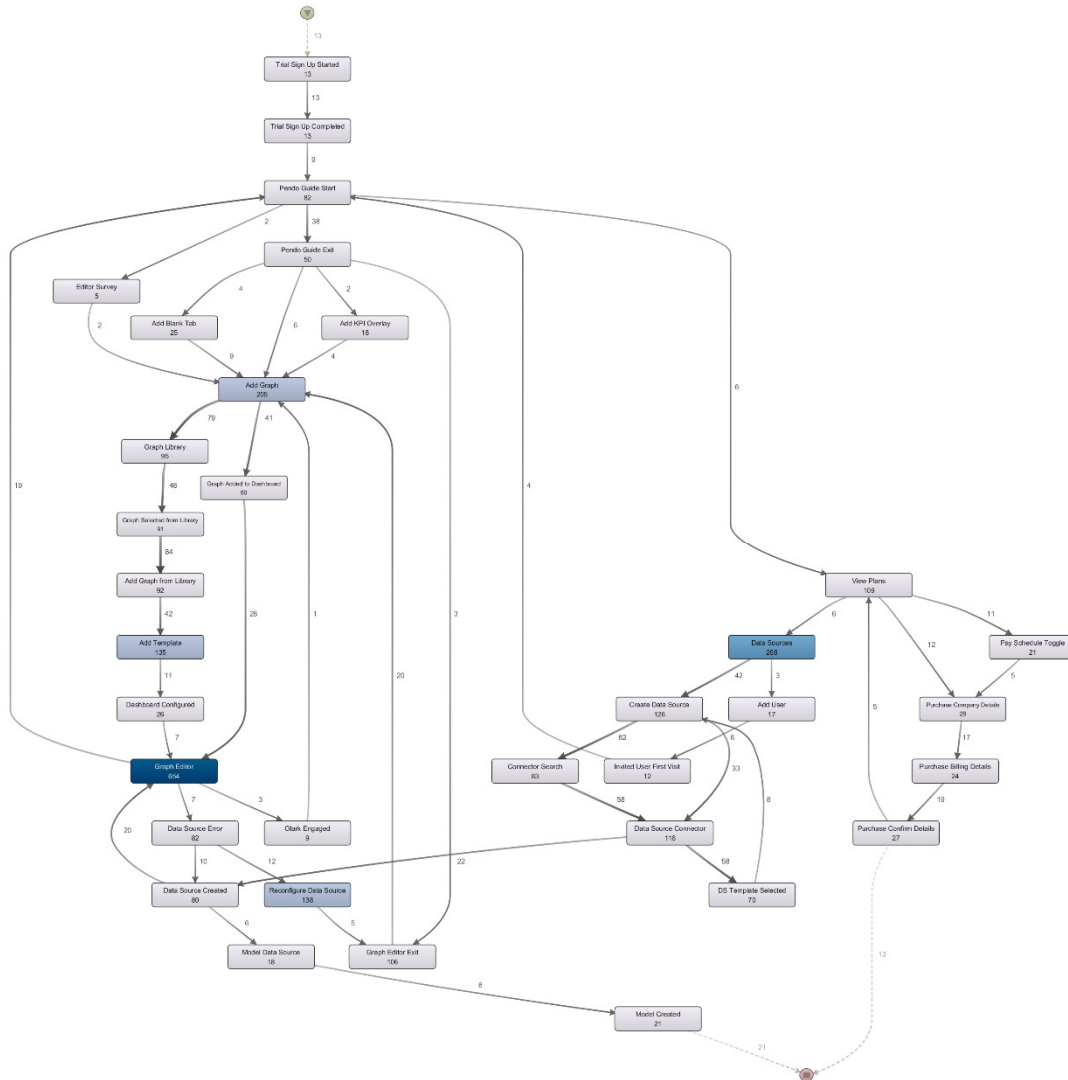 13
Trial Sign Up Started
13
13
Trial Sign Up Completed
13
9
Pendo Guide Start
82
2
38
Pendo Guide Exit
50
Editor Survey
5
4
2
6
2
Add Blank Tab
25
Add KPI Overlay
18
9
4
Add Graph
6
79
41
Graph Library
95
19
48
4
Graph Added to Dashboard
80
Graph Selected from Library
91
84
Add Graph from Library
92
View Plans
109
42
28
1
3
6
11
12
Add Template
135
Data Sources
Pay Schedule Toggle
21
11
20
42
3
5
5
Dashboard Configured
26
Create Data Source
126
Add User
17
Purchase Company Details
7
62
6
33
17
Graph Editor
654
Connector Search
Invited User First Visit
12
Purchase Billing Details
24
7
3
58
8
19
20
Data Source Error
Olark Engaged
9
Data Source Connector
Purchase Confirm Details
27
10
12
22
58
Data Source Created
80
Reconfigure Data Source
138
DS Template Selected
70
6
5
13
Model Data Source
18
Graph Editor Exit
106
6
Model Created
21
21